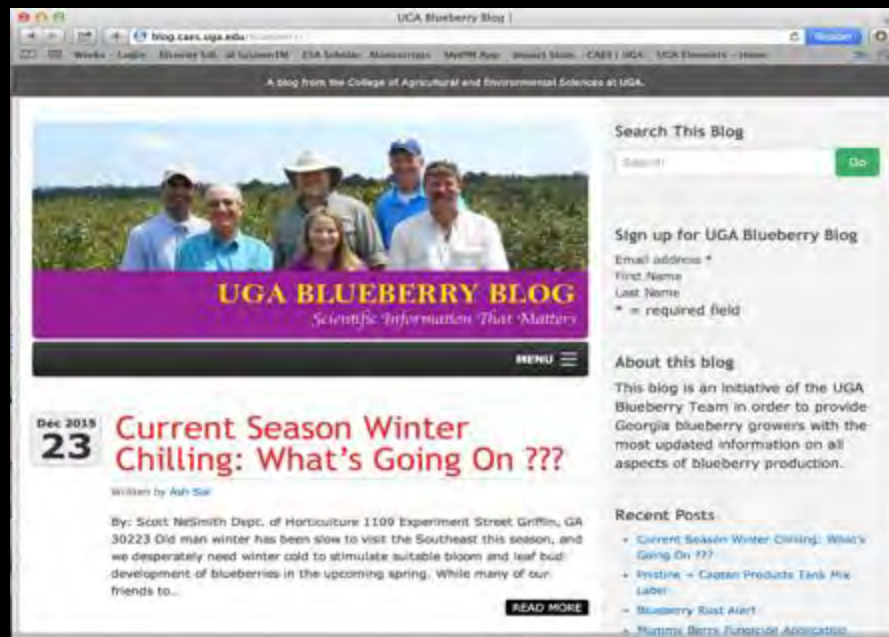 UGA Blueberry Blog |
blog.caes.uga.edu
Reader
A blog from the College of Agricultural and Environmental Sciences at UGA.
UGA BLUEBERRY BLOG
Scientific Information That Matters
MENU
Dec 2015
23
Current Season Winter
Chilling: What's Going On ???
Written by Ash Sial
By: Scott NeSmith Dept. of Horticulture 1109 Experiment Street Griffin, GA
30223 Old man winter has been slow to visit the Southeast this season, and
we desperately need winter cold to stimulate suitable bloom and leaf bud
development of blueberries in the upcoming spring. While many of our
friends to...
READ MORE
Search This Blog
Search
Go
Sign up for UGA Blueberry Blog
Email address *
First Name
Last Name
* = required field
About this blog
This blog is an initiative of the UGA
Blueberry Team in order to provide
Georgia blueberry growers with the
most updated information on all
aspects of blueberry production.
Recent Posts
Current Season Winter Chilling: What's
Going On ???
Pristine + Captan Products Tank Mix
Label
Blueberry Rust Alert
Mummy Berry Fungicide Application